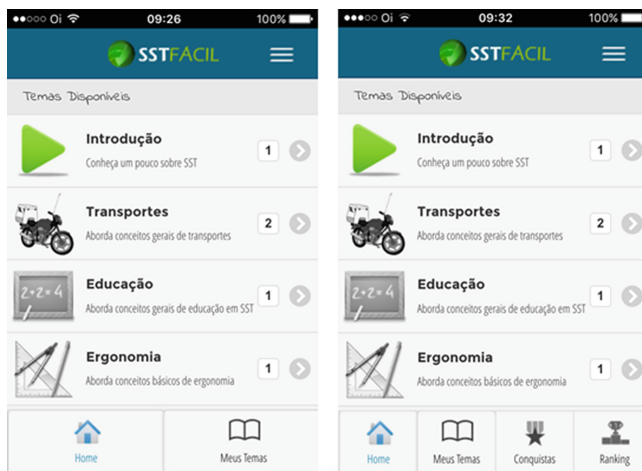 Oi 09:26 100%
SSTFÁCIL
Temas Disponíveis
Introdução
Conheça um pouco sobre SST
1
Transportes
Aborda conceitos gerais de transportes
2
2+2=4
Educação
Aborda conceitos gerais de educação em SST
1
Ergonomia
Aborda conceitos básicos de ergonomia
1
Home
Meus Temas
Oi 09:32 100%
SSTFÁCIL
Temas Disponíveis
Introdução
Conheça um pouco sobre SST
1
Transportes
Aborda conceitos gerais de transportes
2
2+2=4
Educação
Aborda conceitos gerais de educação em SST
1
Ergonomia
Aborda conceitos básicos de ergonomia
1
Home
Meus Temas
Conquistas
Ranking